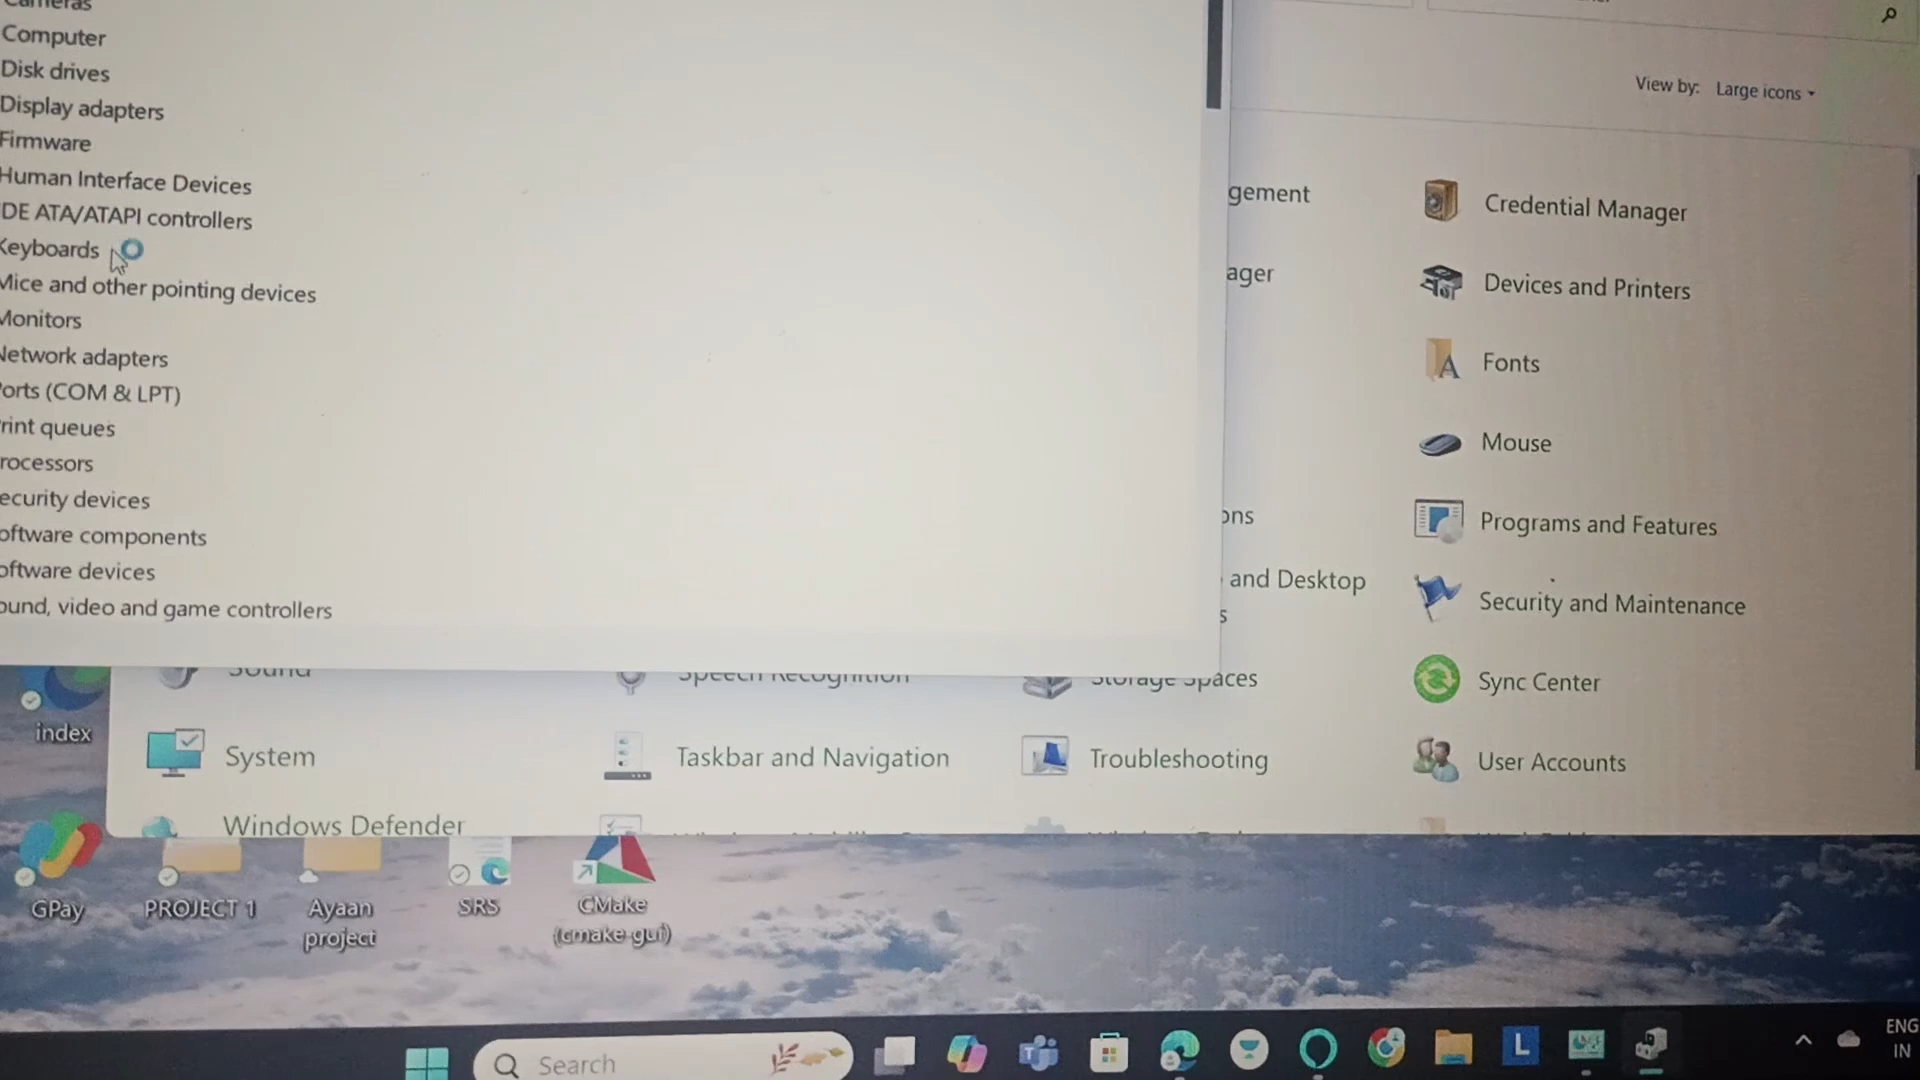 Cameras
Computer
Disk drives
Display adapters
Firmware
Human Interface Devices
DE ATA/ATAPI controllers
Keyboards
Mice and other pointing devices
Monitors
Network adapters
orts (COM & LPT)
rint queues
rocessors
ecurity devices
oftware components
oftware devices
ound, video and game controllers
View by: Large icons
gement
Credential Manager
ager
Devices and Printers
Fonts
Mouse
ons
Programs and Features
and Desktop
s
Security and Maintenance
Sound
Speech Recognition
Storage Spaces
Sync Center
System
Taskbar and Navigation
Troubleshooting
User Accounts
Windows Defender
index
GPay
PROJECT 1
Ayaan
project
SRS
CMake
(cmake-gui)
Search
L
ENG
IN